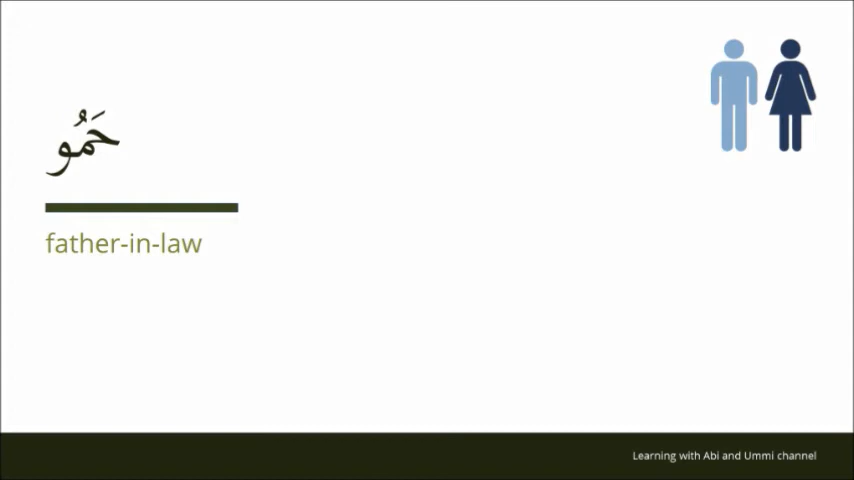 حَمُو
father-in-law
Learning with Abi and Ummi channel